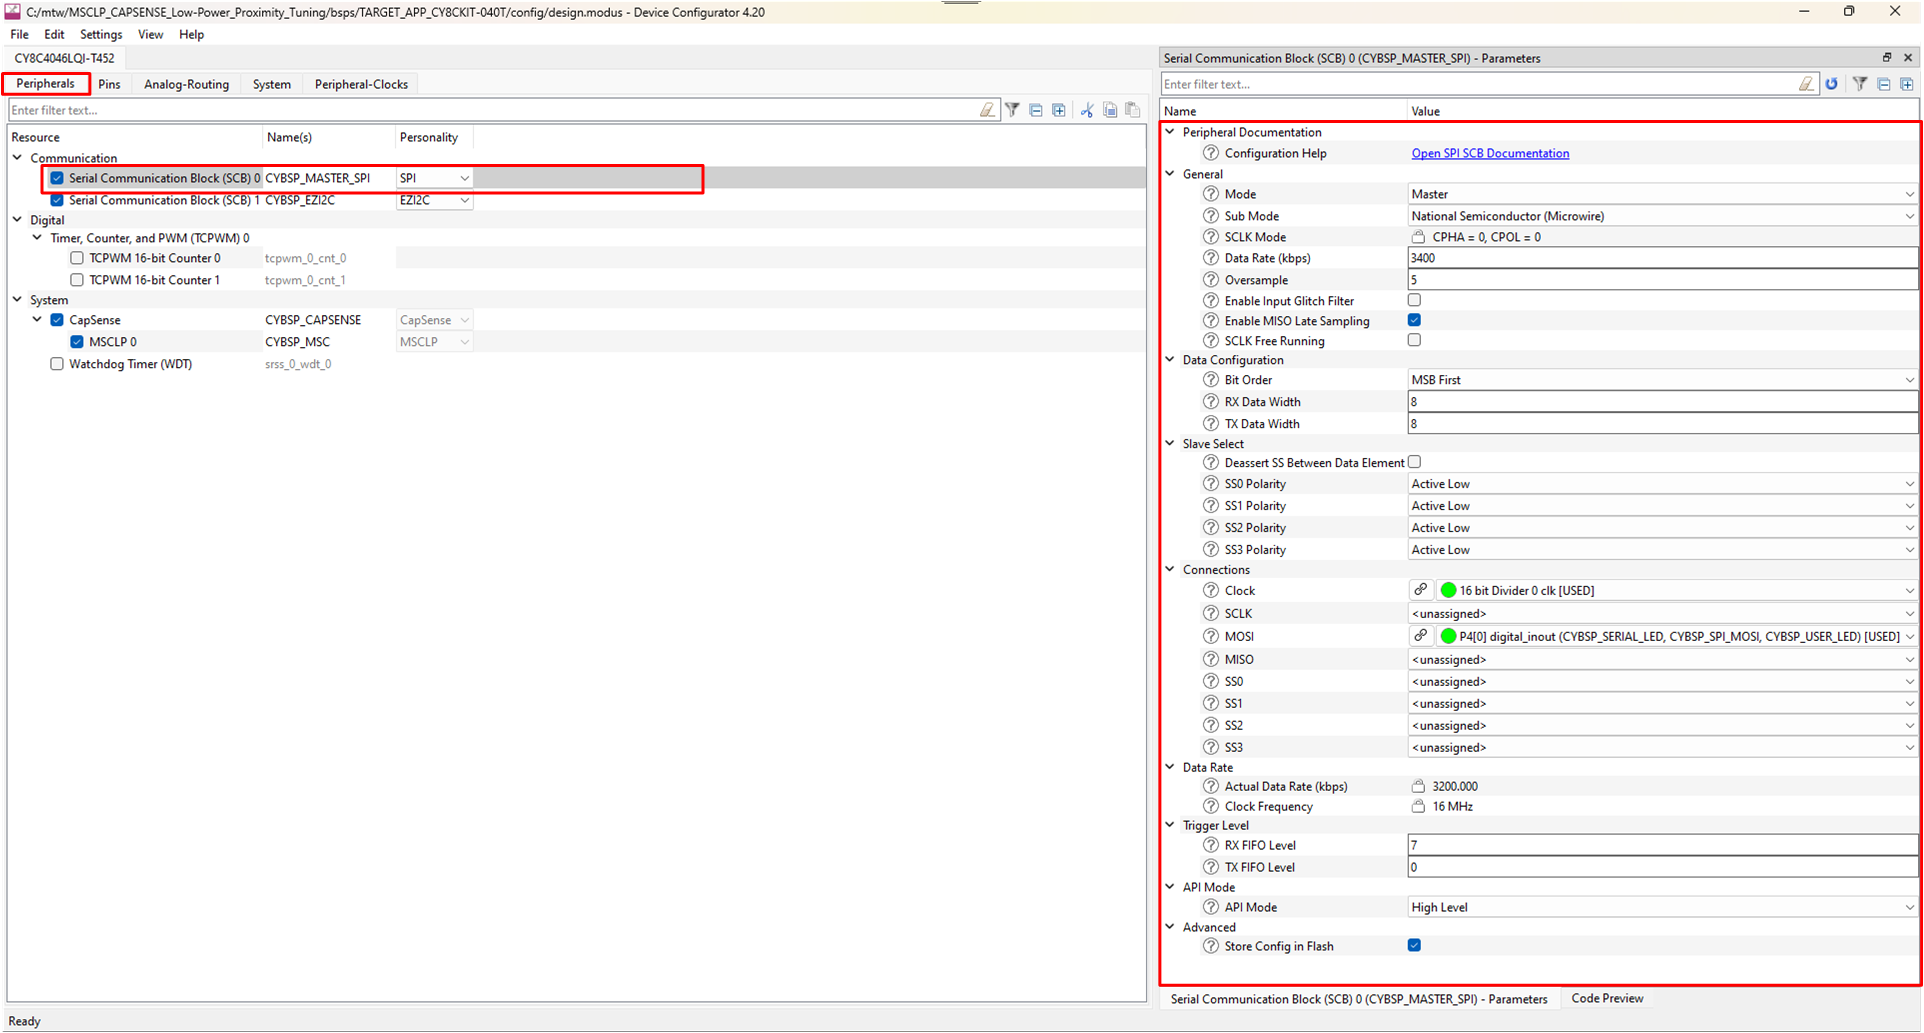 C:/mtw/MSCLP_CAPSENSE_Low-Power_Proximity_Tuning/bsps/TARGET_APP_CY8CKIT-040T/config/design.modus - Device Configurator 4.20
File Edit Settings View Help
CY8C4046LQI-T452
Peripherals Pins Analog-Routing System Peripheral-Clocks
Enter filter text...
Resource Name(s) Personality
Communication
Serial Communication Block (SCB) 0 CYBSP_MASTER_SPI SPI
Serial Communication Block (SCB) 1 CYBSP_EZI2C EZI2C
Digital
Timer, Counter, and PWM (TCPWM) 0
TCPWM 16-bit Counter 0 tcpwm_0_cnt_0
TCPWM 16-bit Counter 1 tcpwm_0_cnt_1
System
CapSense CYBSP_CAPSENSE CapSense
MSCLP 0 CYBSP_MSC MSCLP
Watchdog Timer (WDT) srss_0_wdt_0
Serial Communication Block (SCB) 0 (CYBSP_MASTER_SPI) - Parameters
Enter filter text...
Name Value
Peripheral Documentation
Configuration Help Open SPI SCB Documentation
General
Mode Master
Sub Mode National Semiconductor (Microwire)
SCLK Mode CPHA = 0, CPOL = 0
Data Rate (kbps) 3400
Oversample 5
Enable Input Glitch Filter
Enable MISO Late Sampling
SCLK Free Running
Data Configuration
Bit Order MSB First
RX Data Width 8
TX Data Width 8
Slave Select
Deassert SS Between Data Element
SS0 Polarity Active Low
SS1 Polarity Active Low
SS2 Polarity Active Low
SS3 Polarity Active Low
Connections
Clock 16 bit Divider 0 clk [USED]
SCLK <unassigned>
MOSI P4[0] digital_inout (CYBSP_SERIAL_LED, CYBSP_SPI_MOSI, CYBSP_USER_LED) [USED]
MISO <unassigned>
SS0 <unassigned>
SS1 <unassigned>
SS2 <unassigned>
SS3 <unassigned>
Data Rate
Actual Data Rate (kbps) 3200.000
Clock Frequency 16 MHz
Trigger Level
RX FIFO Level 7
TX FIFO Level 0
API Mode
API Mode High Level
Advanced
Store Config in Flash
Serial Communication Block (SCB) 0 (CYBSP_MASTER_SPI) - Parameters Code Preview
Ready